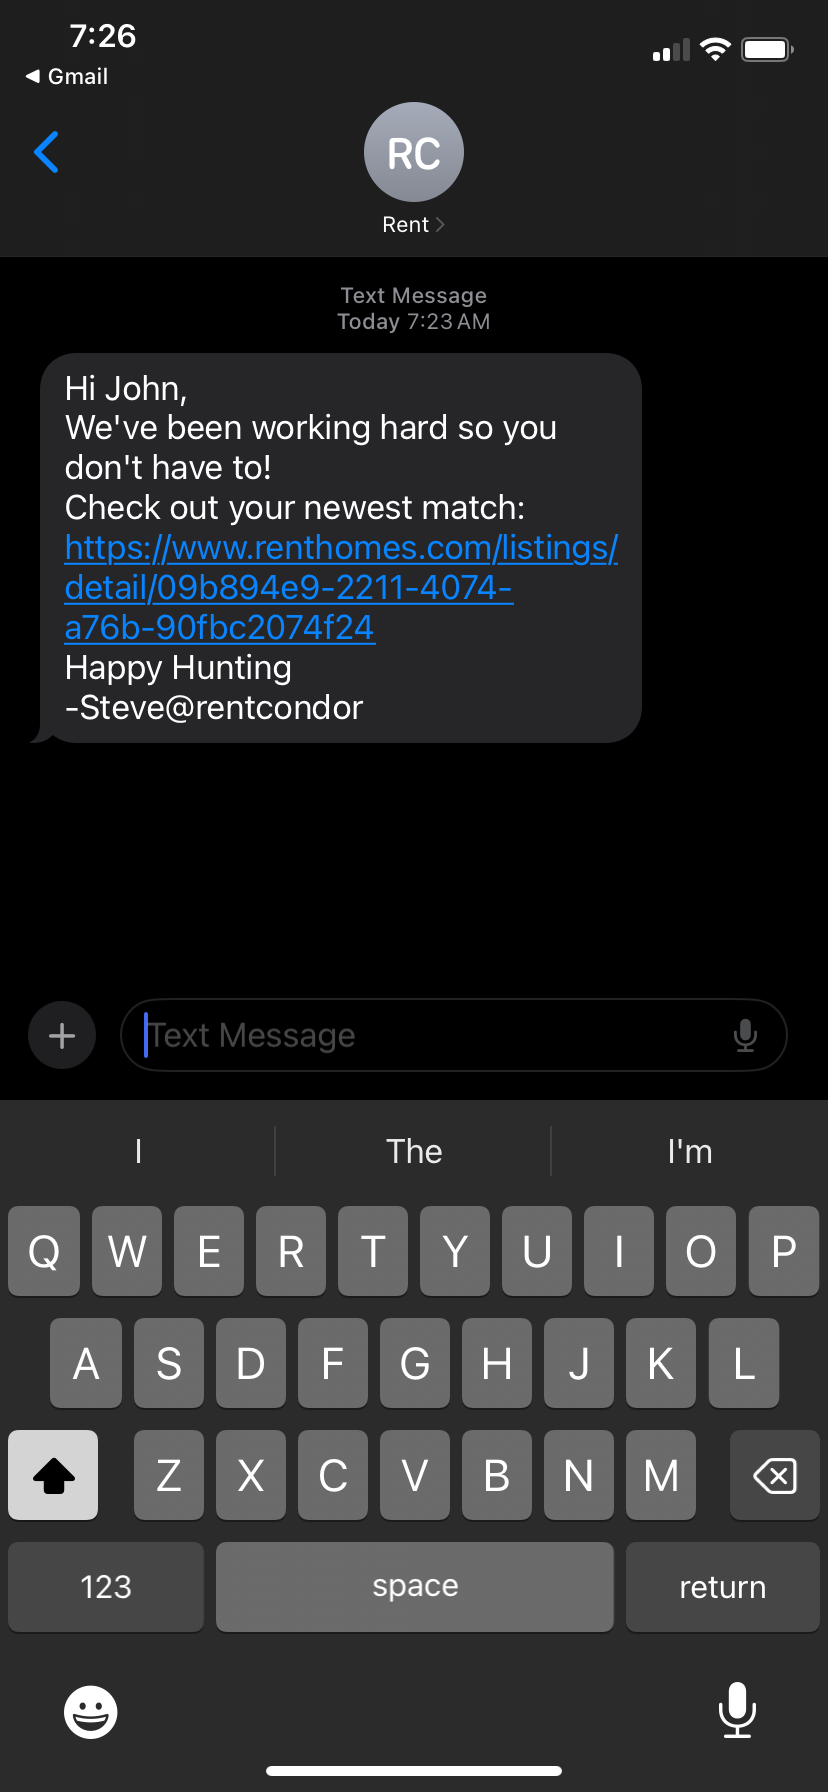 7:26
Gmail
RC
Rent
Text Message
Today 7:23 AM
Hi John,
We've been working hard so you
don't have to!
Check out your newest match:
https://www.renthomes.com/listings/
detail/09b894e9-2211-4074-
a76b-90fbc2074f24
Happy Hunting
-Steve@rentcondor
Text Message
I The I'm
Q W E R T Y U I O P
A S D F G H J K L
Z X C V B N M
123 space return